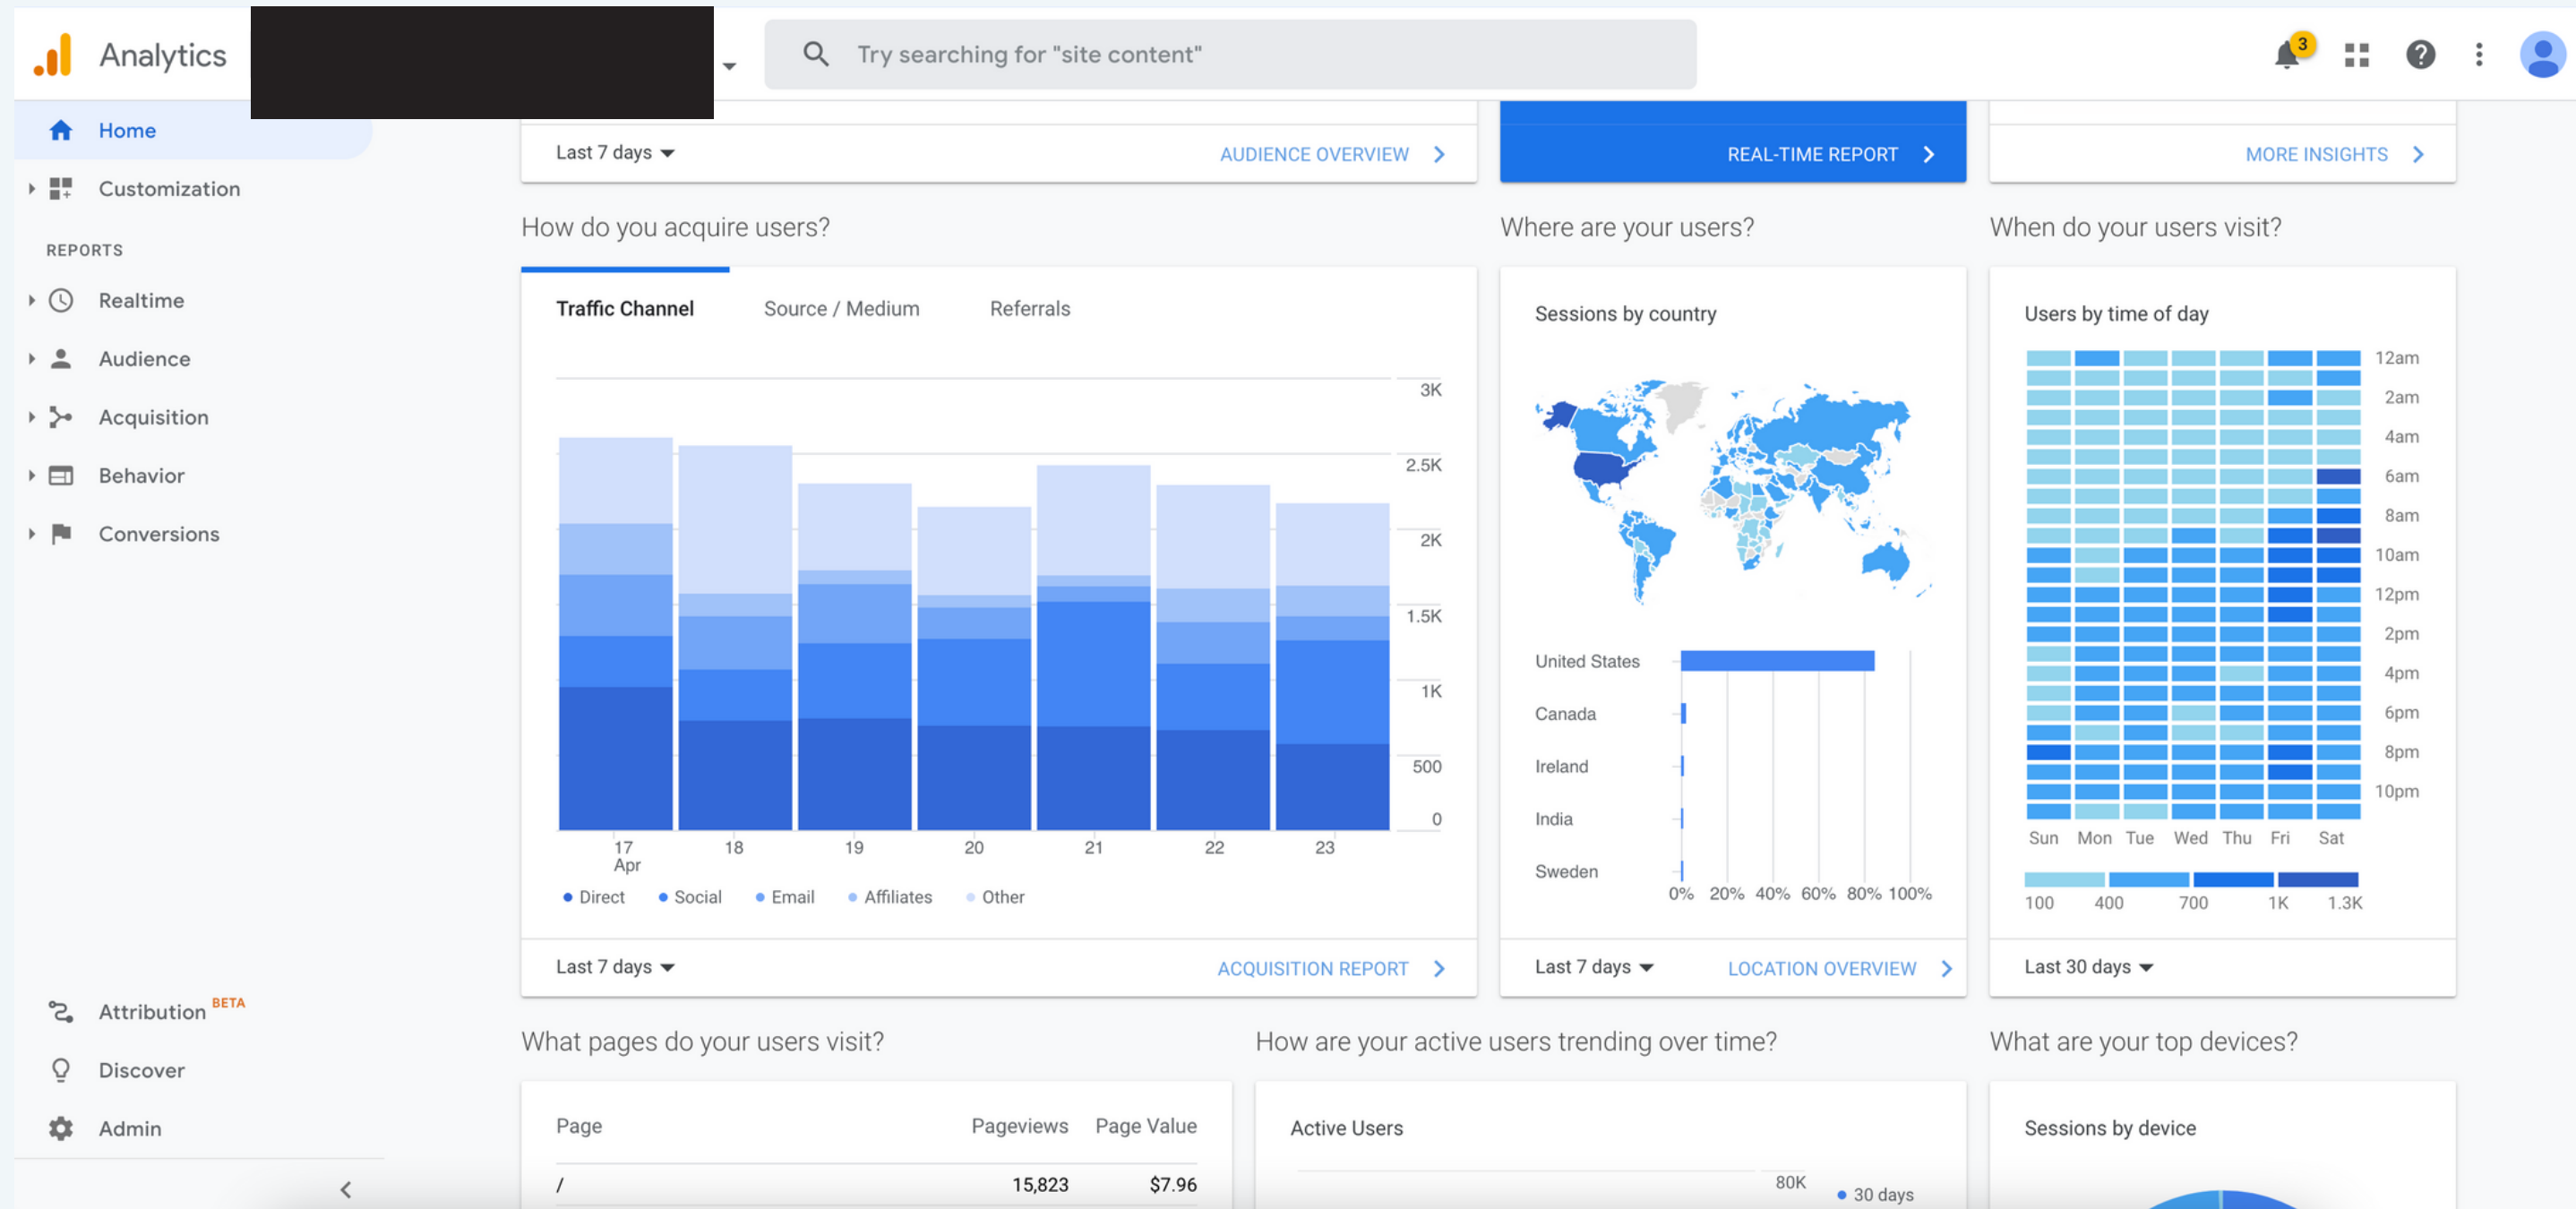 Analytics
Try searching for "site content"
3
Home
Customization
REPORTS
Realtime
Audience
Acquisition
Behavior
Conversions
Attribution BETA
Discover
Admin
Last 7 days
AUDIENCE OVERVIEW
REAL-TIME REPORT
MORE INSIGHTS
How do you acquire users?
Traffic Channel Source / Medium Referrals
3K
2.5K
2K
1.5K
1K
500
0
17 18 19 20 21 22 23
Apr
Direct Social Email Affiliates Other
Last 7 days
ACQUISITION REPORT
Where are your users?
Sessions by country
United States
Canada
Ireland
India
Sweden
0% 20% 40% 60% 80% 100%
Last 7 days
LOCATION OVERVIEW
When do your users visit?
Users by time of day
12am
2am
4am
6am
8am
10am
12pm
2pm
4pm
6pm
8pm
10pm
Sun Mon Tue Wed Thu Fri Sat
100 400 700 1K 1.3K
Last 30 days
What pages do your users visit?
Page Pageviews Page Value
/ 15,823 $7.96
How are your active users trending over time?
Active Users
80K
30 days
What are your top devices?
Sessions by device